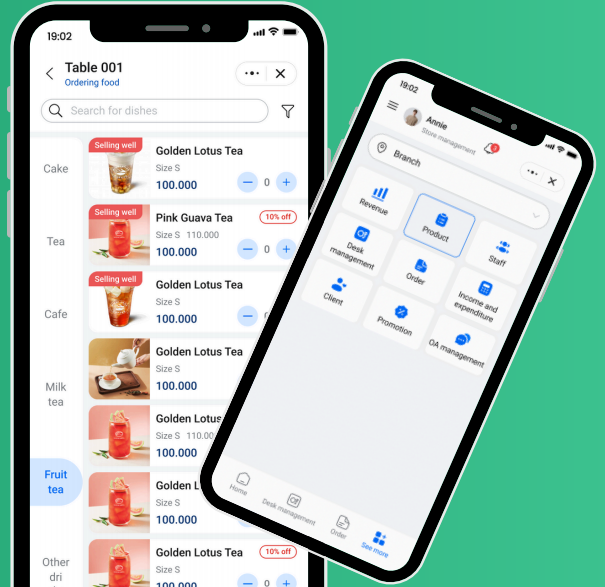 19:02
Table 001
Ordering food
Search for dishes
Cake
Tea
Cafe
Milk
tea
Fruit
tea
Other
dri
Selling well
Golden Lotus Tea
Size S
100.000
0
Selling well
Pink Guava Tea
10% off
Size S 110.000
100.000
0
Selling well
Golden Lotus Tea
Size S
100.000
Golden Lotus Tea
Size S
100.000
Golden Lotus
Size S 110.00
100.000
Golden L
Size S
100.000
Golden Lotus Tea
10% off
Size S
100.000
0
19:02
Annie
Store management
Branch
Revenue
Product
Staff
Desk
management
Order
Income and
expenditure
Client
Promotion
OA management
Home
Desk management
Order
See more